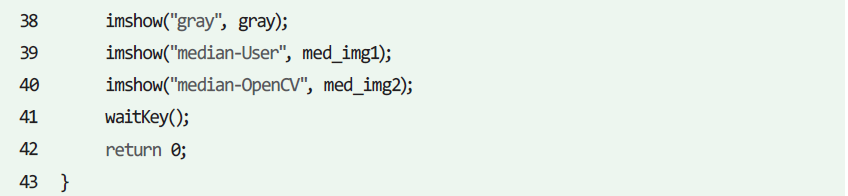 38 imshow("gray", gray);
39 imshow("median-User", med_img1);
40 imshow("median-OpenCV", med_img2);
41 waitKey();
42 return 0;
43 }